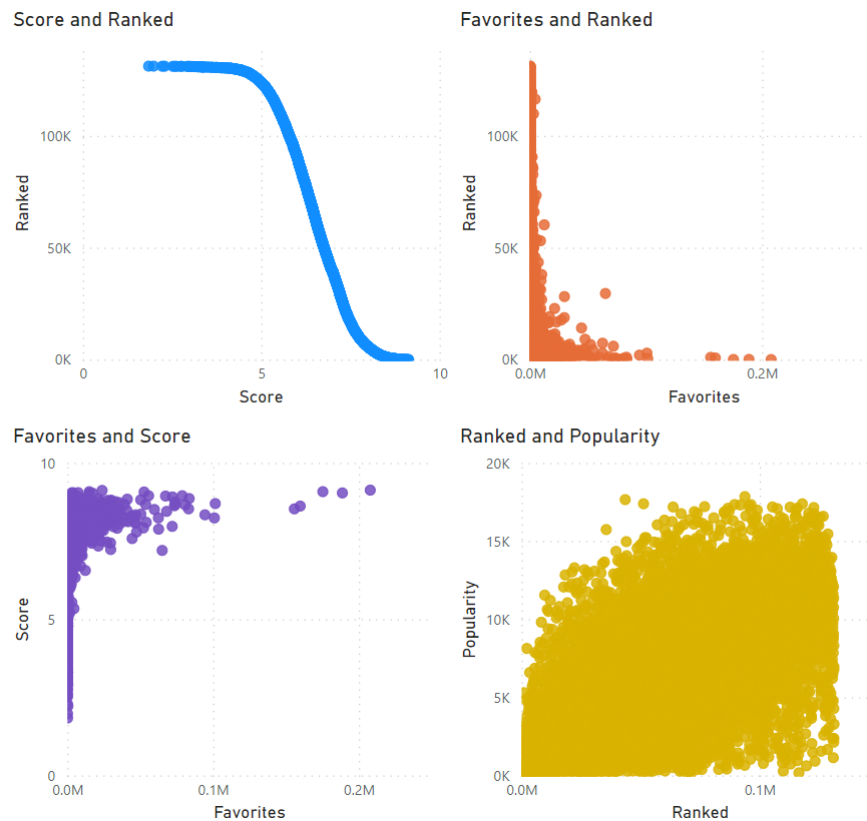 Score and Ranked
Favorites and Ranked
100K
50K
0K
Ranked
0
5
10
Score
100K
50K
0K
Ranked
0.0M
0.2M
Favorites
Favorites and Score
Ranked and Popularity
10
5
0
Score
0.0M
0.1M
0.2M
Favorites
20K
15K
10K
5K
0K
Popularity
0.0M
0.1M
Ranked